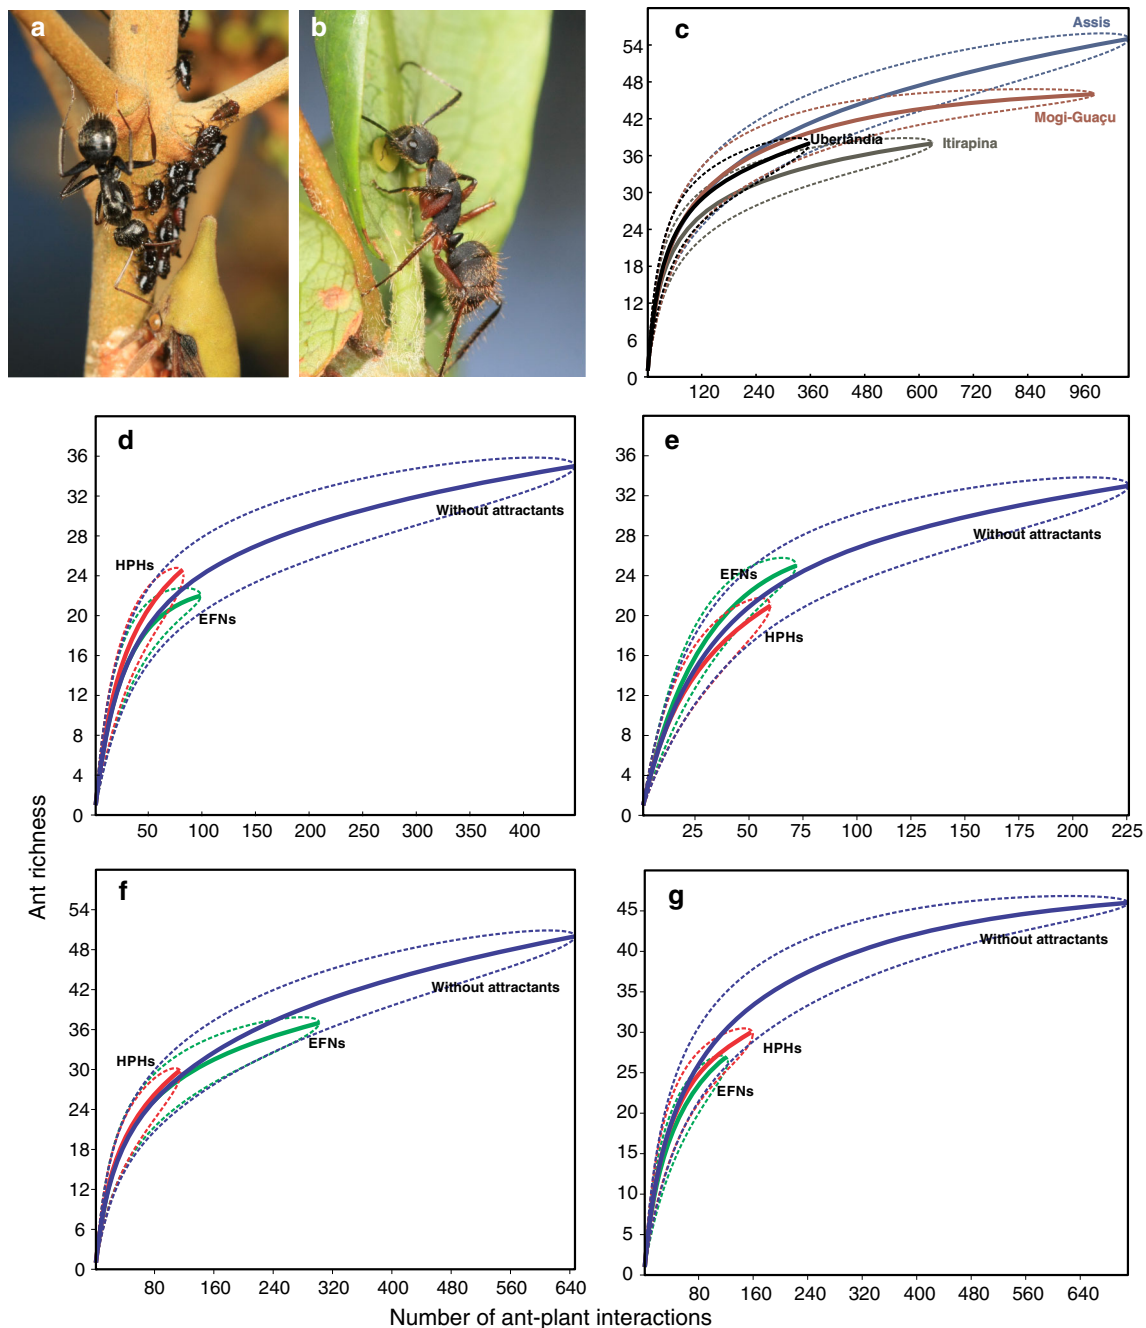 a
b
c
54
48
42
36
30
24
18
12
6
0
120 240 360 480 600 720 840 960
Assis
Mogi-Guaçu
Uberlândia
Itirapina
d
36
32
28
24
20
16
12
8
4
0
50 100 150 200 250 300 350 400
HPHs
EFNs
Without attractants
e
36
32
28
24
20
16
12
8
4
0
25 50 75 100 125 150 175 200 225
EFNs
HPHs
Without attractants
f
54
48
42
36
30
24
18
12
6
0
80 160 240 320 400 480 560 640
HPHs
EFNs
Without attractants
g
45
40
35
30
25
20
15
10
5
0
80 160 240 320 400 480 560 640
HPHs
EFNs
Without attractants
Ant richness
Number of ant-plant interactions